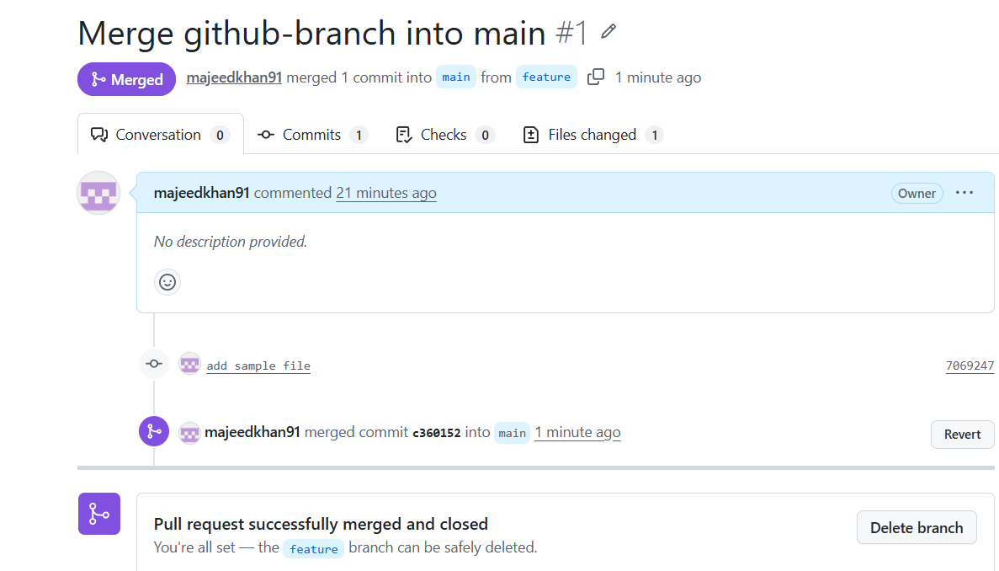 Merge github-branch into main #1
Merged majeedkhan91 merged 1 commit into main from feature 1 minute ago
Conversation 0 Commits 1 Checks 0 Files changed 1
majeedkhan91 commented 21 minutes ago Owner ...
No description provided.
add sample file 7069247
majeedkhan91 merged commit c360152 into main 1 minute ago Revert
Pull request successfully merged and closed
You're all set — the feature branch can be safely deleted.
Delete branch